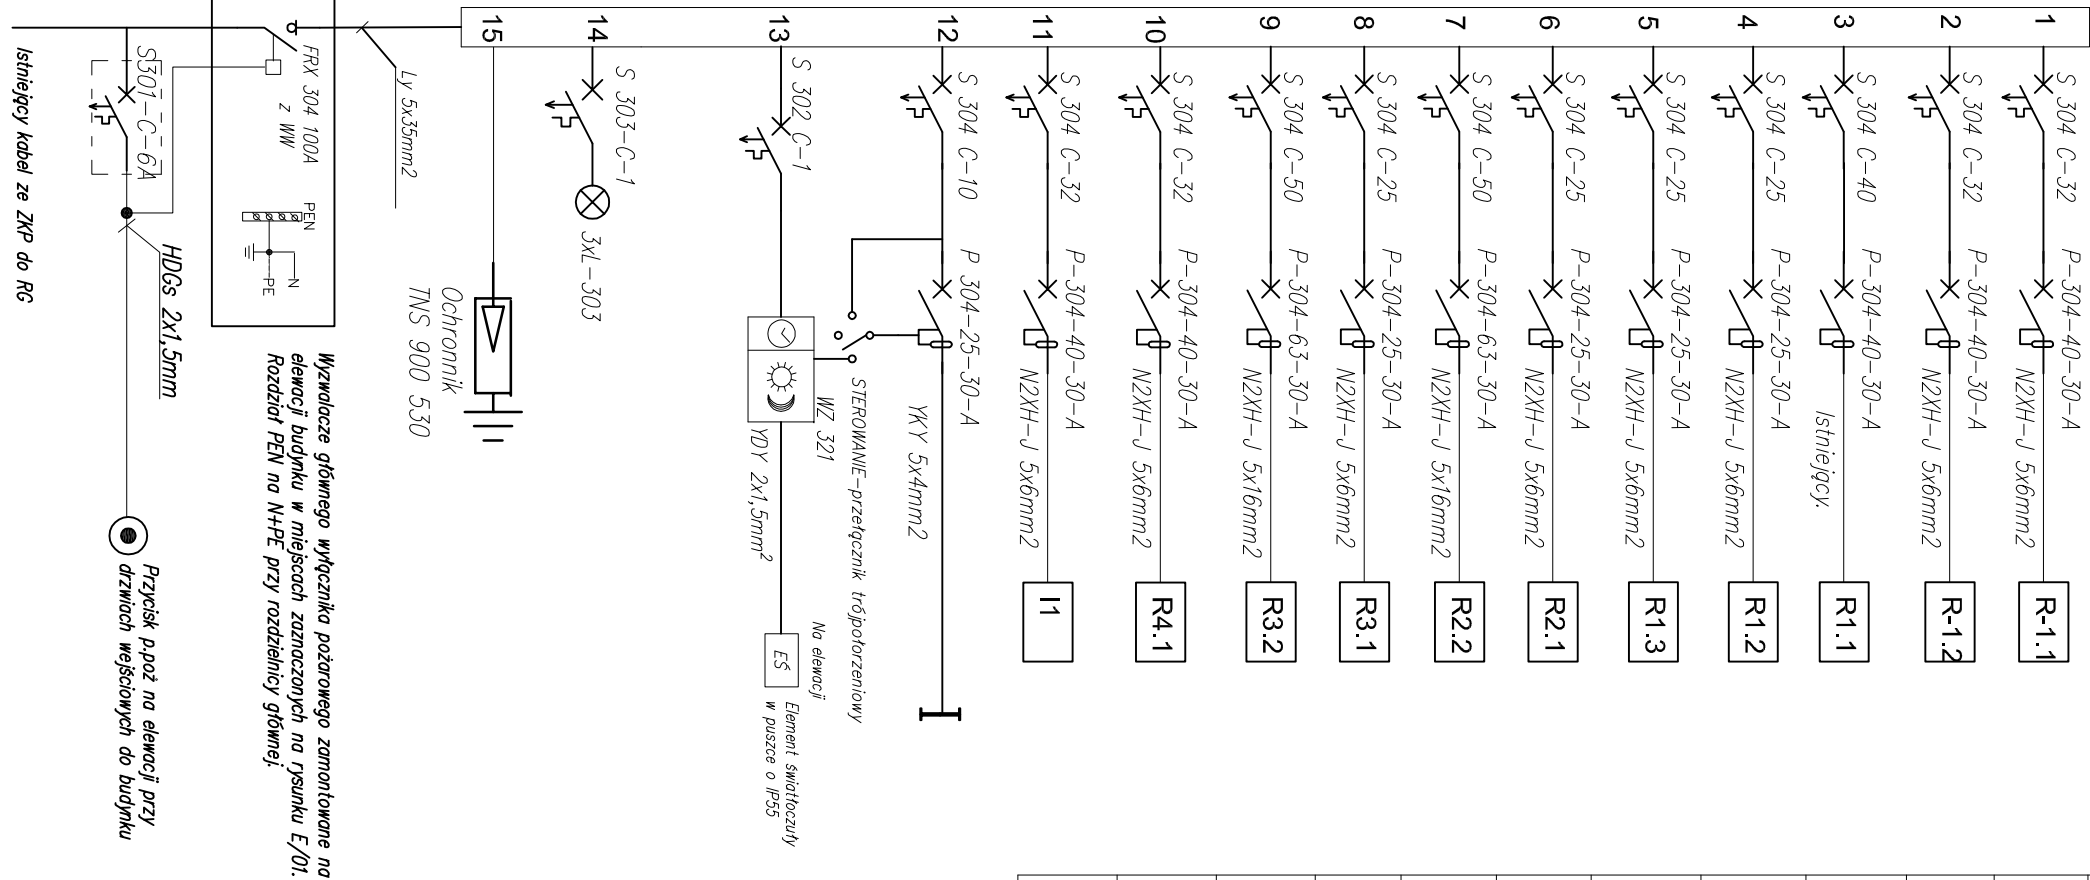 1
S 304 C-32
P-304-40-30-A
N2XH-J 5x6mm2
R-1.1
2
S 304 C-32
P-304-40-30-A
N2XH-J 5x6mm2
R-1.2
3
S 304 C-40
P-304-40-30-A
Istniejący.
R1.1
4
S 304 C-25
P-304-25-30-A
N2XH-J 5x6mm2
R1.2
5
S 304 C-25
P-304-25-30-A
N2XH-J 5x6mm2
R1.3
6
S 304 C-25
P-304-25-30-A
N2XH-J 5x6mm2
R2.1
7
S 304 C-50
P-304-63-30-A
N2XH-J 5x16mm2
R2.2
8
S 304 C-25
P-304-25-30-A
N2XH-J 5x6mm2
R3.1
9
S 304 C-50
P-304-63-30-A
N2XH-J 5x16mm2
R3.2
10
S 304 C-32
P-304-40-30-A
N2XH-J 5x6mm2
R4.1
11
S 304 C-32
P-304-40-30-A
N2XH-J 5x6mm2
I1
12
S 304 C-10
P 304-25-30-A
YKY 5x4mm2
STEROWANIE-przełącznik trójpołorzeniowy
13
S 302 C-1
WZ 321
YDY 2x1,5mm²
Na elewacji
EŚ
Element światłoczuły
w puszce o IP55
14
S 303-C-1
3xL-303
15
Ochronnik
TNS 900 530
Ly 5x35mm2
FRX 304 100A
z WW
PEN
N
PE
Wyzwalacze głównego wyłącznika pożarowego zamontowane na
elewacji budynku w miejscach zaznaczonych na rysunku E/01.
Rozdział PEN na N+PE przy rozdzielnicy głównej.
S301-C-6A
HDGs 2x1,5mm
Przycisk p.poż na elewacji przy
drzwiach wejściowych do budynku
Istniejący kabel ze ZKP do RG